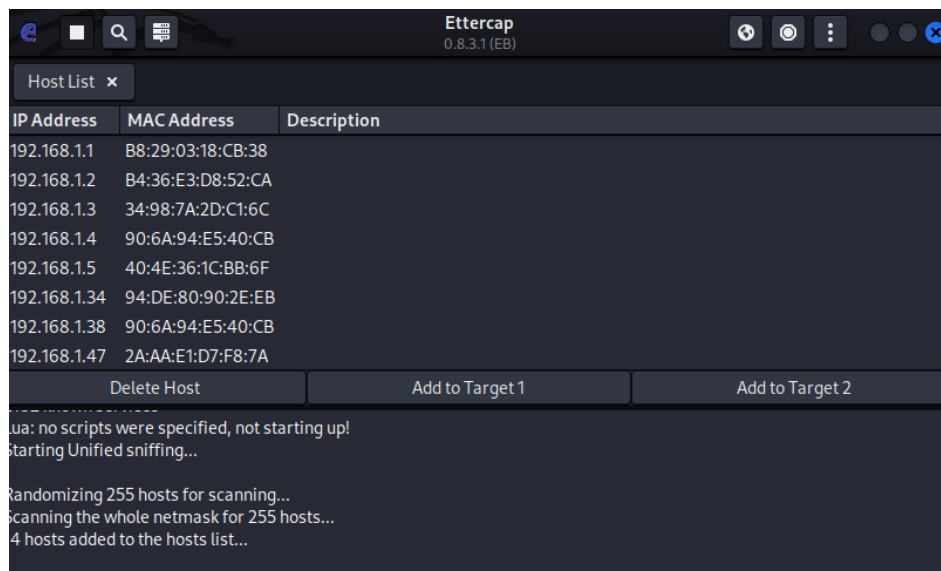 Ettercap
0.8.3.1 (EB)
Host List ×
IP Address MAC Address Description
192.168.1.1 B8:29:03:18:CB:38
192.168.1.2 B4:36:E3:D8:52:CA
192.168.1.3 34:98:7A:2D:C1:6C
192.168.1.4 90:6A:94:E5:40:CB
192.168.1.5 40:4E:36:1C:BB:6F
192.168.1.34 94:DE:80:90:2E:EB
192.168.1.38 90:6A:94:E5:40:CB
192.168.1.47 2A:AA:E1:D7:F8:7A
Delete Host Add to Target 1 Add to Target 2
Lua: no scripts were specified, not starting up!
Starting Unified sniffing...
Randomizing 255 hosts for scanning...
Scanning the whole netmask for 255 hosts...
4 hosts added to the hosts list...